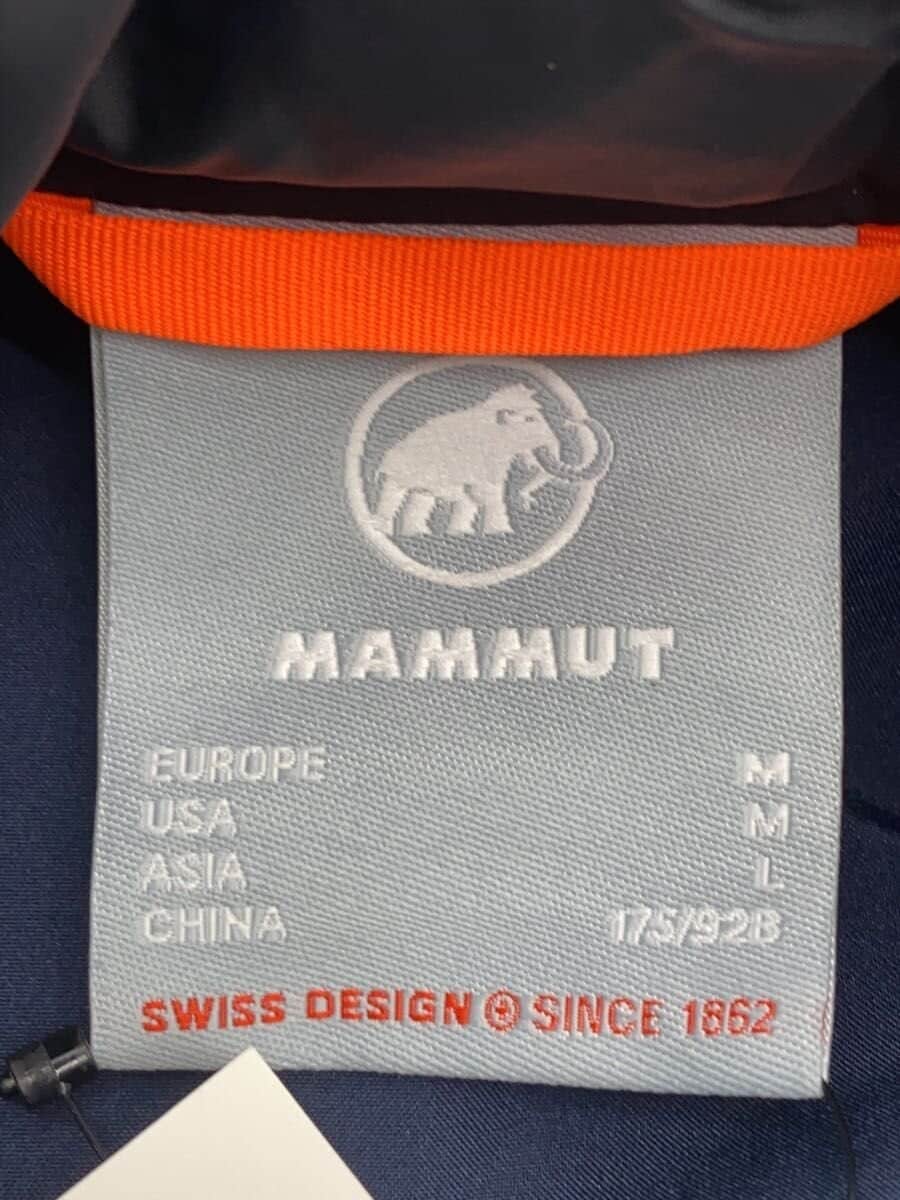 MAMMUT
EUROPE M
USA M
ASIA L
CHINA 175/92B
SWISS DESIGN SINCE 1862